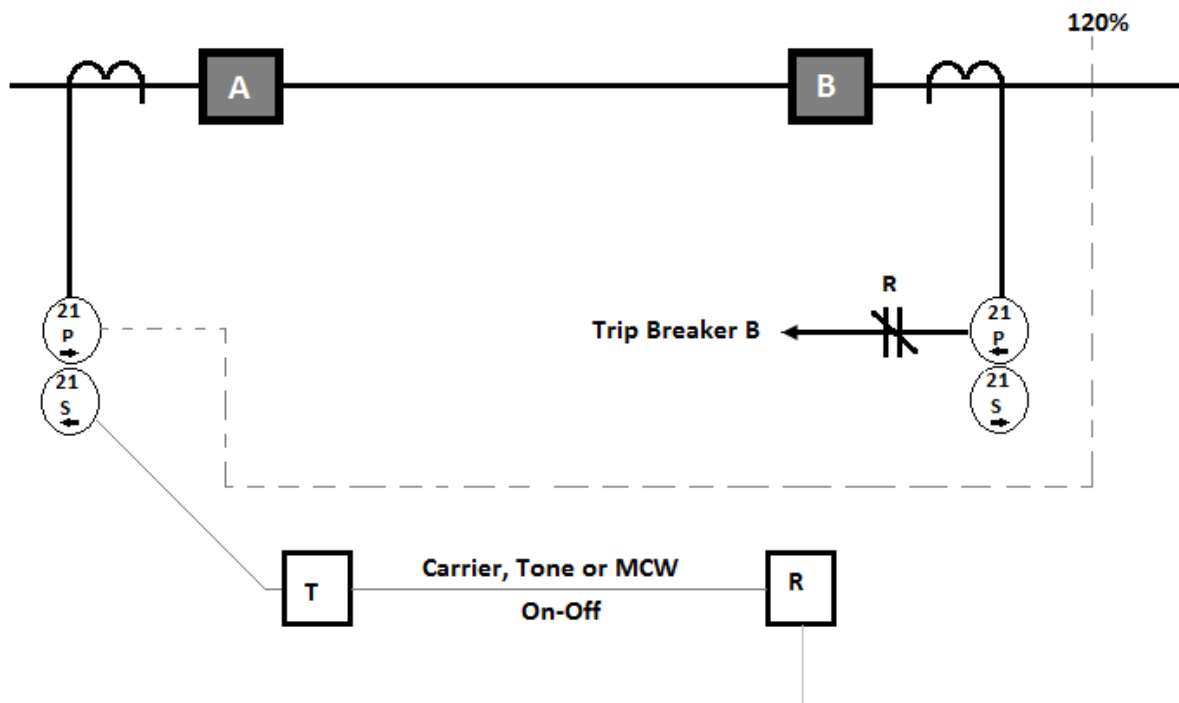 120%
A
B
R
21
P
21
S
Trip Breaker B
21
P
21
S
Carrier, Tone or MCW
T
R
On-Off